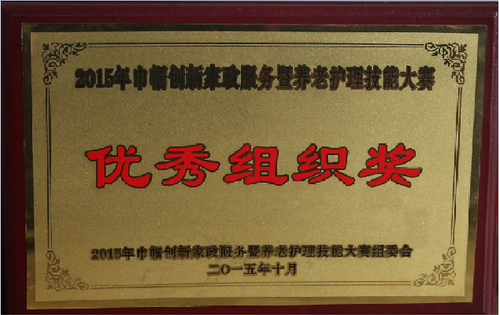 2015年巾帼创新家政服务暨养老护理技能大赛
优秀组织奖
2015年巾帼创新家政服务暨养老护理技能大赛组委会
二〇一五年十月